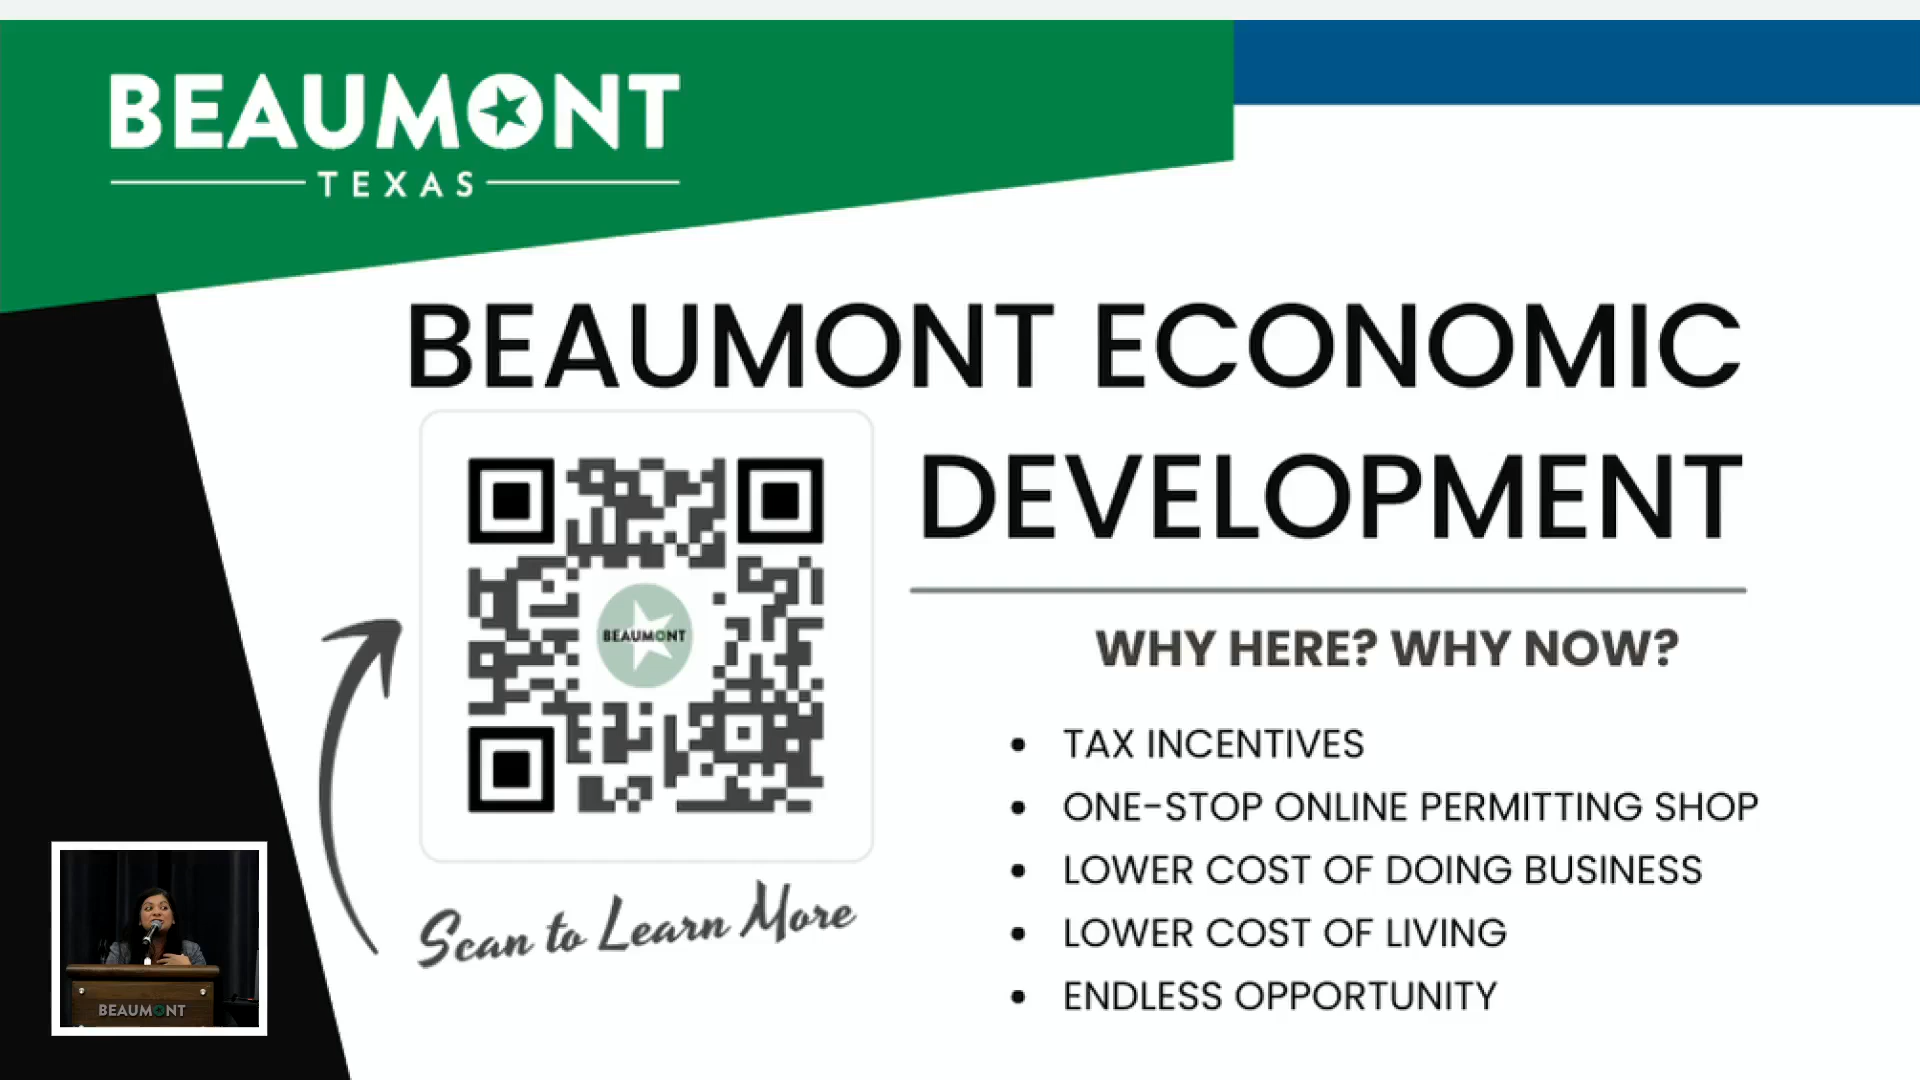 BEAUMONT
TEXAS
BEAUMONT ECONOMIC
DEVELOPMENT
BEAUMONT
WHY HERE? WHY NOW?
• TAX INCENTIVES
• ONE-STOP ONLINE PERMITTING SHOP
• LOWER COST OF DOING BUSINESS
• LOWER COST OF LIVING
• ENDLESS OPPORTUNITY
Scan to Learn More
BEAUMONT